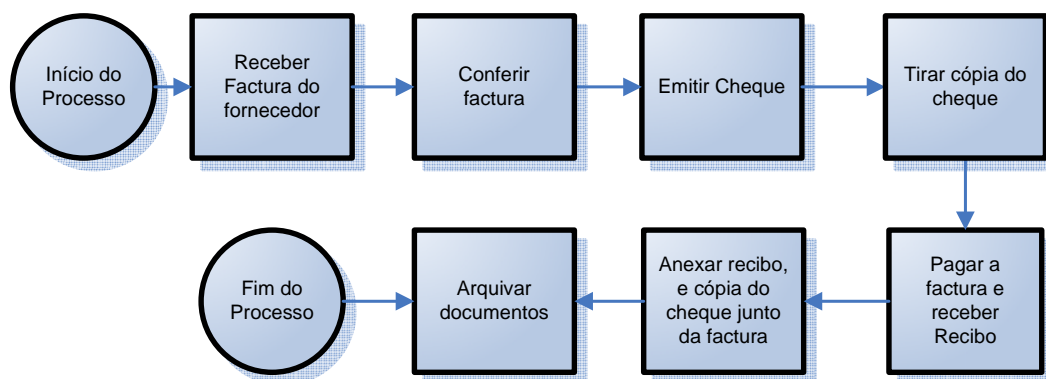 Início do
Processo
Receber
Factura do
fornecedor
Conferir
factura
Emitir Cheque
Tirar cópia do
cheque
Pagar a
factura e
receber
Recibo
Anexar recibo,
e cópia do
cheque junto
da factura
Arquivar
documentos
Fim do
Processo